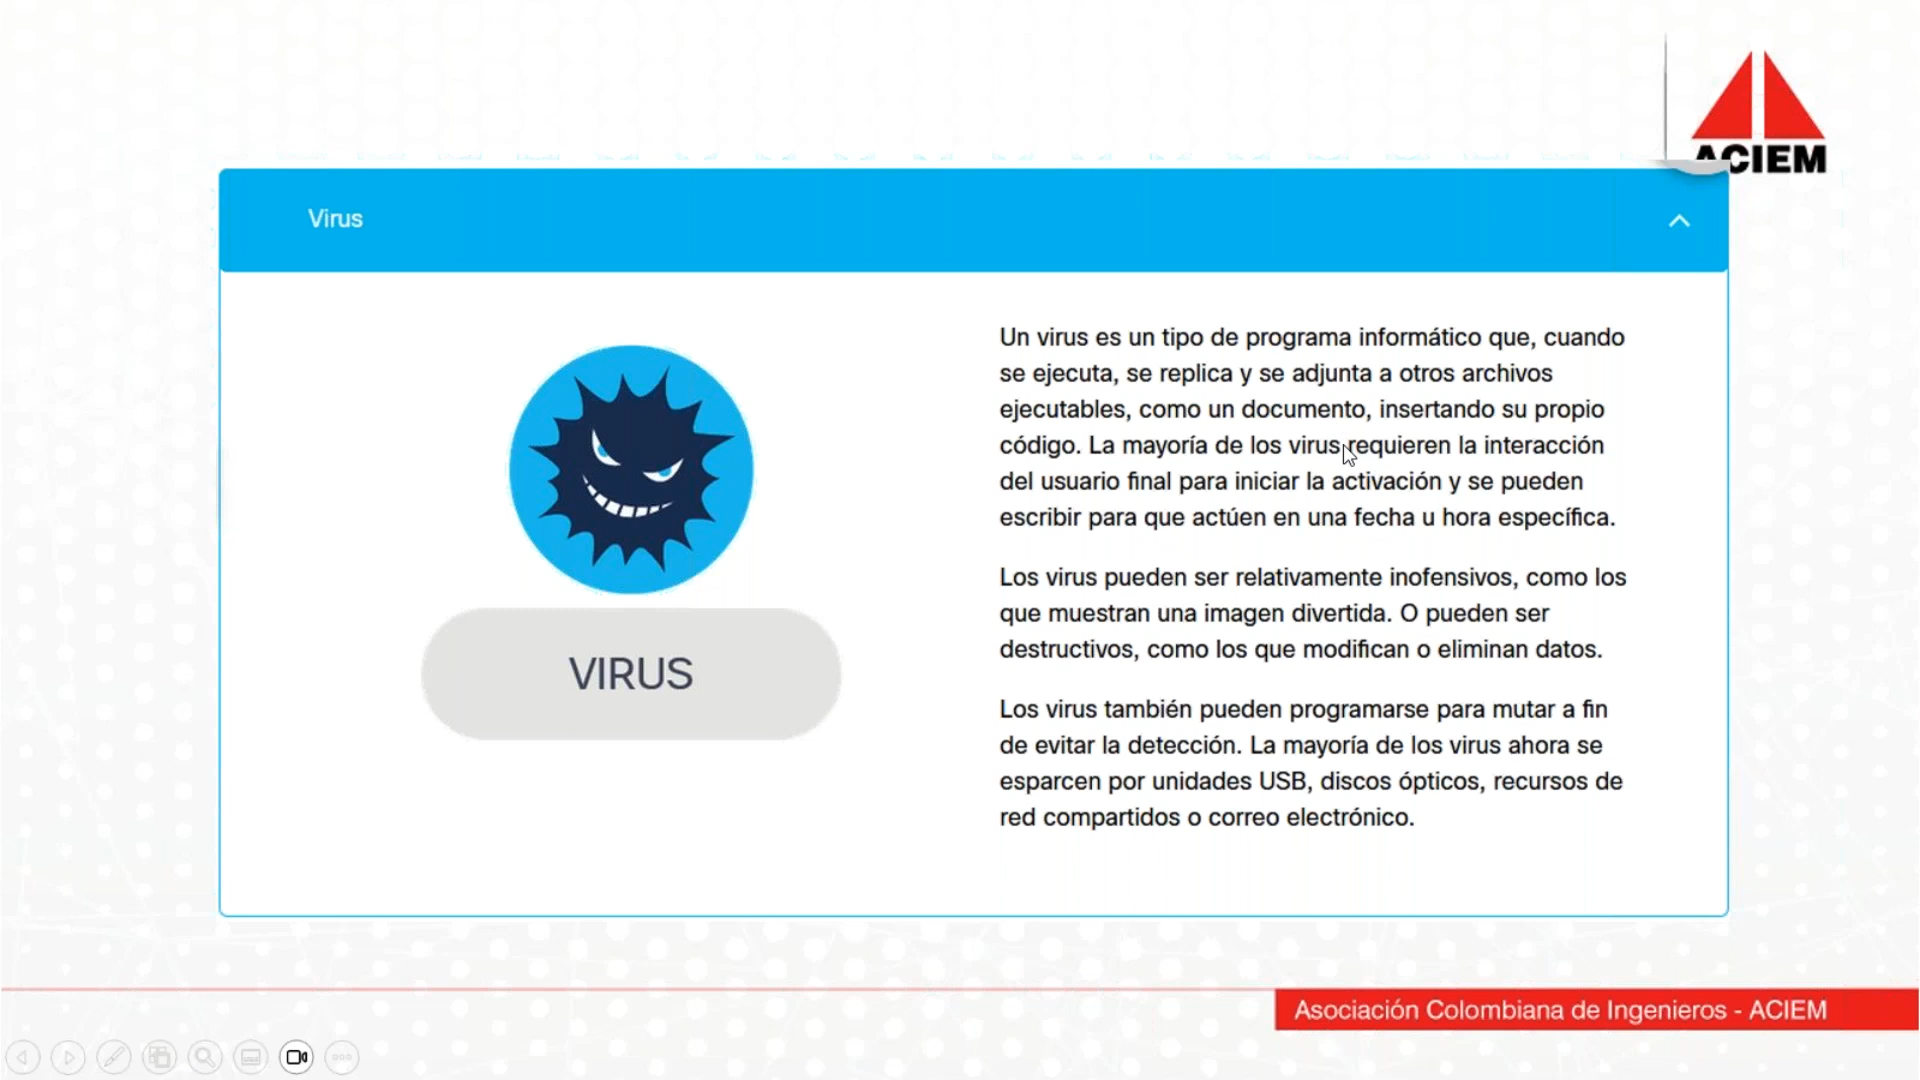 ACIEM
Virus
Un virus es un tipo de programa informático que, cuando
se ejecuta, se replica y se adjunta a otros archivos
ejecutables, como un documento, insertando su propio
código. La mayoría de los virus requieren la interacción
del usuario final para iniciar la activación y se pueden
escribir para que actúen en una fecha u hora específica.
Los virus pueden ser relativamente inofensivos, como los
que muestran una imagen divertida. O pueden ser
destructivos, como los que modifican o eliminan datos.
Los virus también pueden programarse para mutar a fin
de evitar la detección. La mayoría de los virus ahora se
esparcen por unidades USB, discos ópticos, recursos de
red compartidos o correo electrónico.
VIRUS
Asociación Colombiana de Ingenieros - ACIEM